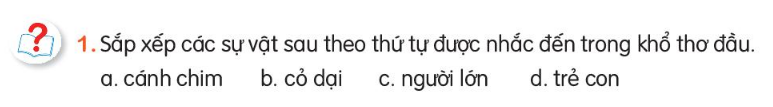 ?
1. Sắp xếp các sự vật sau theo thứ tự được nhắc đến trong khổ thơ đầu.
a. cánh chim b. cỏ dại c. người lớn d. trẻ con